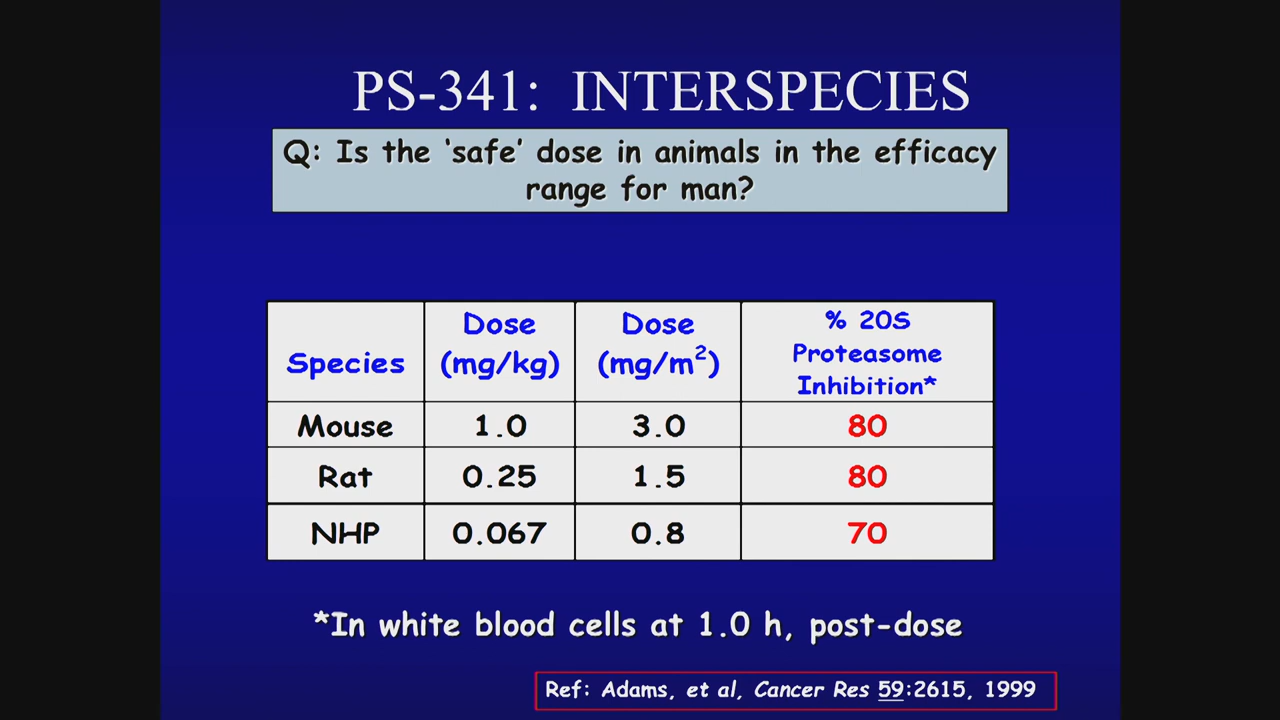 PS-341: INTERSPECIES
Q: Is the ‘safe’ dose in animals in the efficacy
range for man?
Species Dose (mg/kg) Dose (mg/m²) % 20S Proteasome Inhibition*
Mouse 1.0 3.0 80
Rat 0.25 1.5 80
NHP 0.067 0.8 70
*In white blood cells at 1.0 h, post-dose
Ref: Adams, et al, Cancer Res 59:2615, 1999